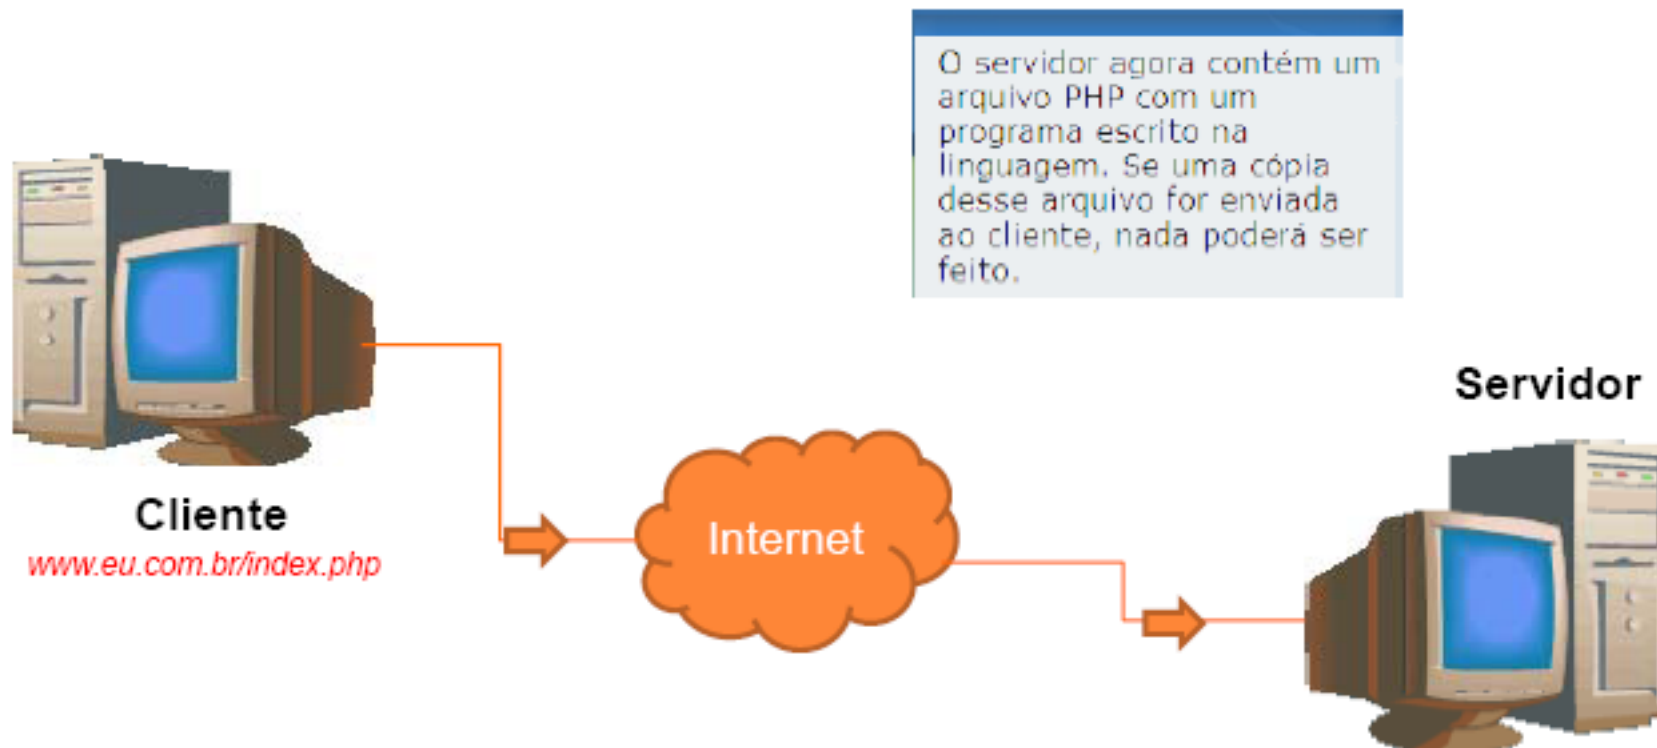 O servidor agora contém um
arquivo PHP com um
programa escrito na
linguagem. Se uma cópia
desse arquivo for enviada
ao cliente, nada poderá ser
feito.
Servidor
Cliente
www.eu.com.br/index.php
Internet